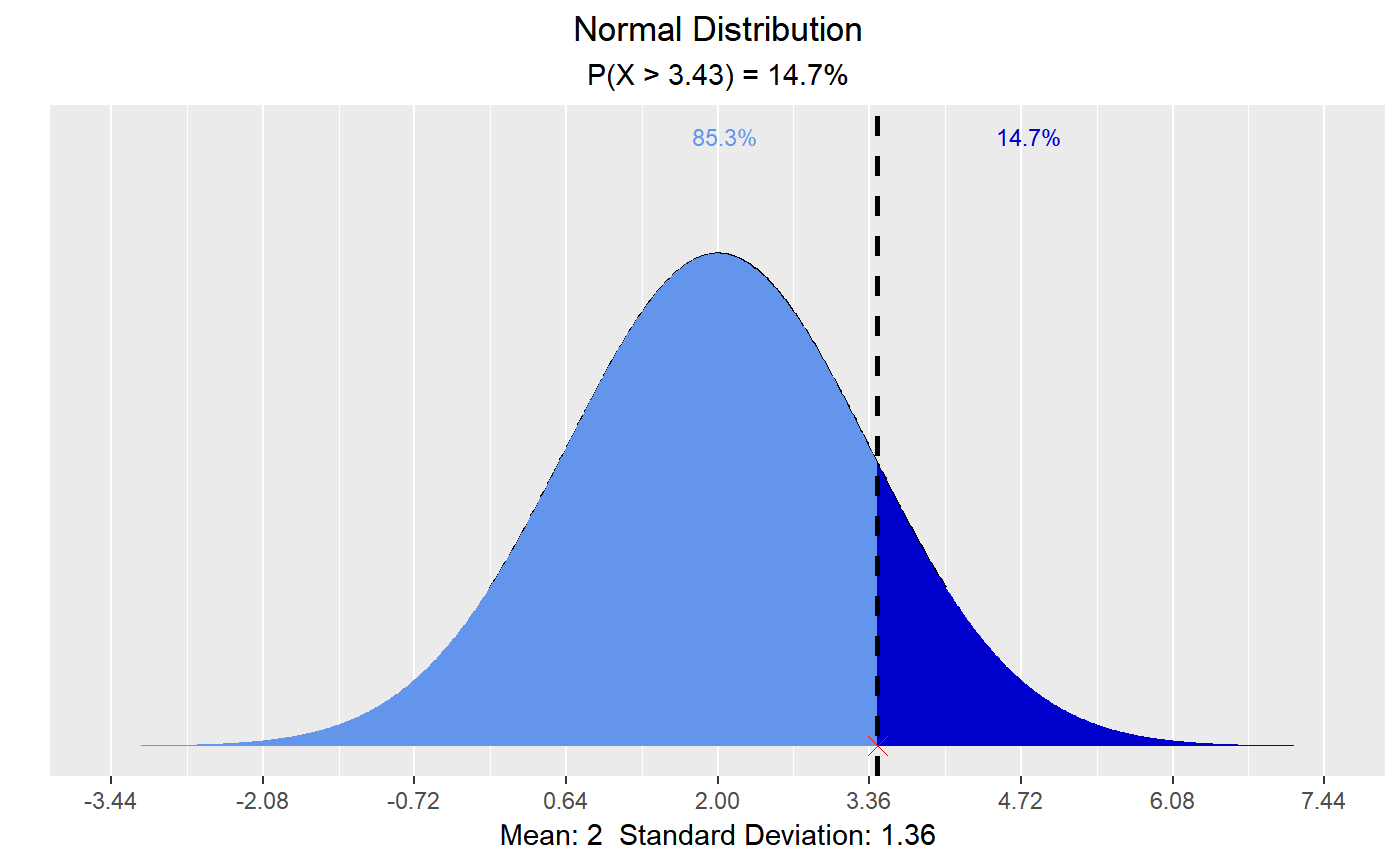 Normal Distribution
P(X > 3.43) = 14.7%
85.3% 14.7%
-3.44 -2.08 -0.72 0.64 2.00 3.36 4.72 6.08 7.44
Mean: 2  Standard Deviation: 1.36